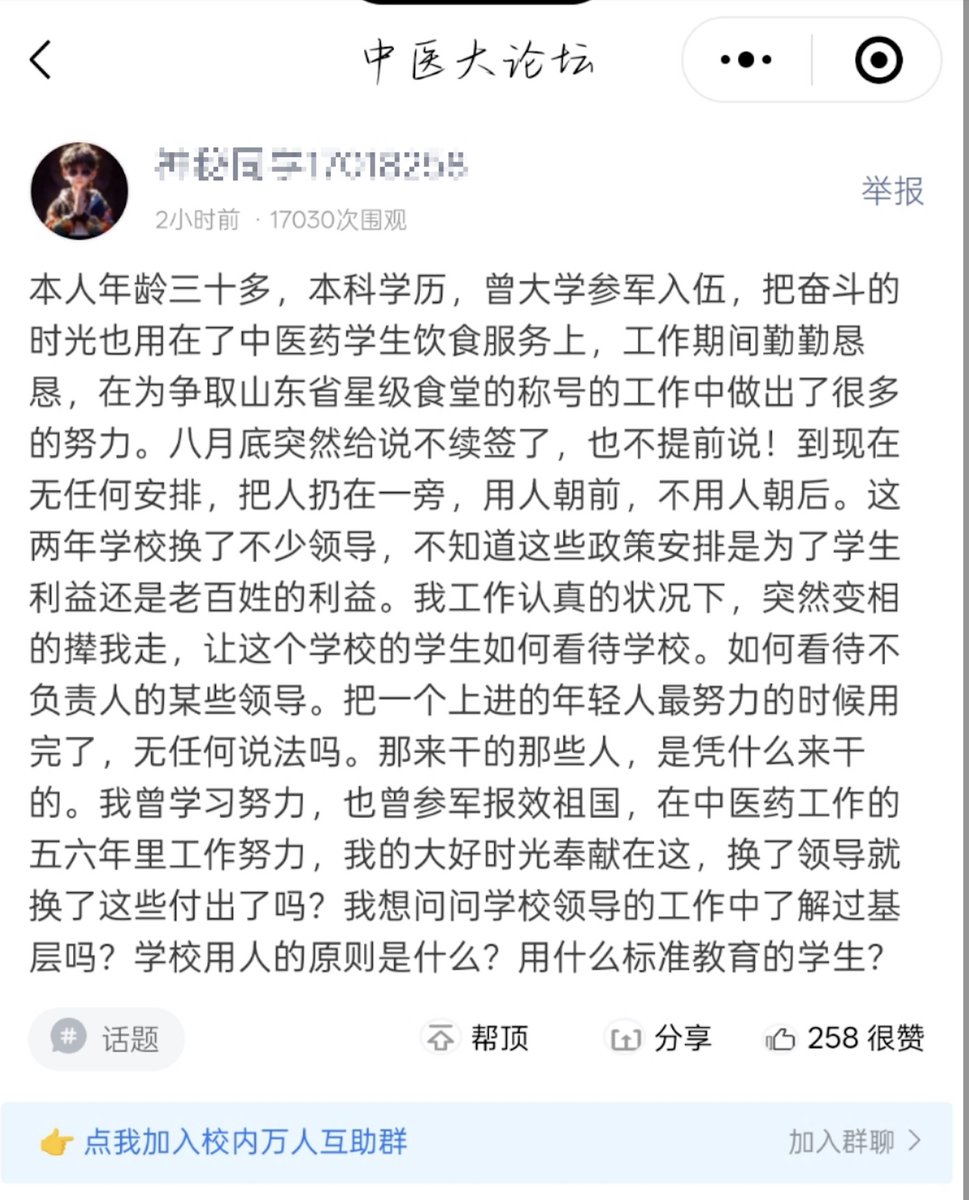 中医大论坛
神秘同学17018258
举报
2小时前 · 17030次围观
本人年龄三十多，本科学历，曾大学参军入伍，把奋斗的
时光也用在了中医药学生饮食服务上，工作期间勤勤恳
恳，在为争取山东省星级食堂的称号的工作中做出了很多
的努力。八月底突然给说不续签了，也不提前说！到现在
无任何安排，把人扔在一旁，用人朝前，不用人朝后。这
两年学校换了不少领导，不知道这些政策安排是为了学生
利益还是老百姓的利益。我工作认真的状况下，突然变相
的撵我走，让这个学校的学生如何看待学校。如何看待不
负责人的某些领导。把一个上进的年轻人最努力的时候用
完了，无任何说法吗。那来干的那些人，是凭什么来干
的。我曾学习努力，也曾参军报效祖国，在中医药工作的
五六年里工作努力，我的大好时光奉献在这，换了领导就
换了这些付出了吗？我想问问学校领导的工作中了解过基
层吗？学校用人的原则是什么？用什么标准教育的学生？
# 话题 帮顶 分享 258 很赞
👉 点我加入校内万人互助群 加入群聊 >